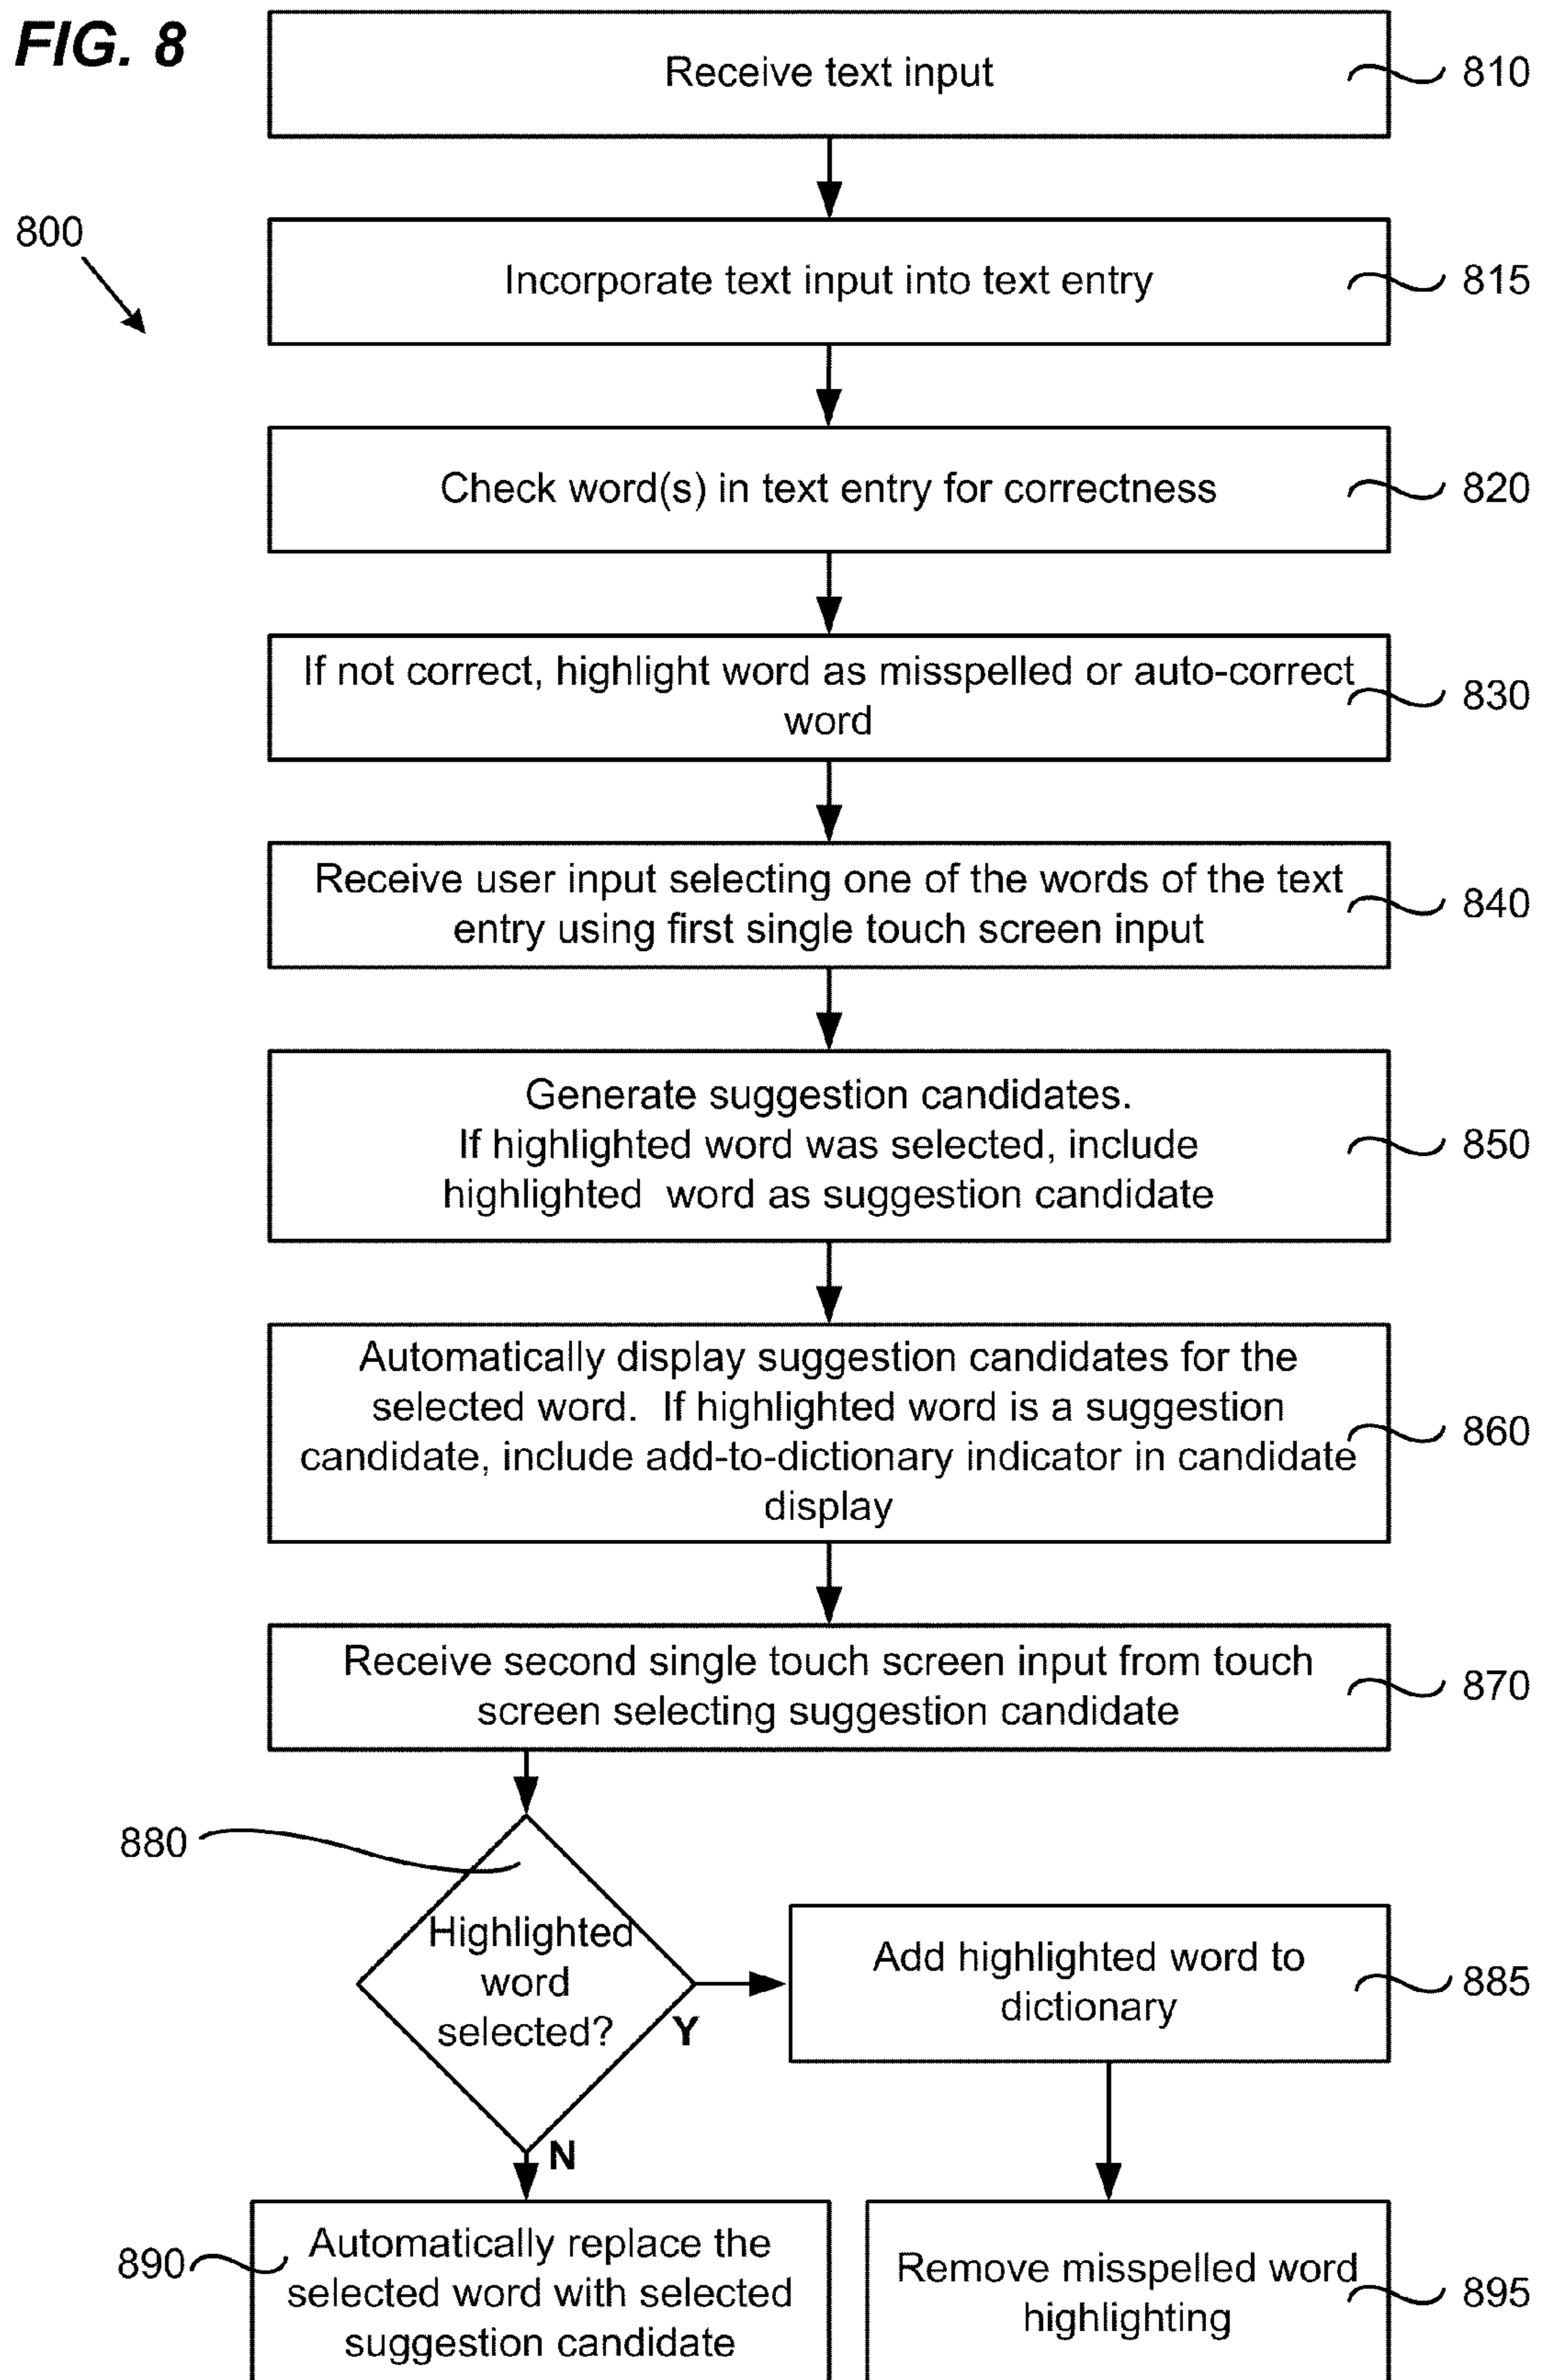 FIG. 8
Receive text input
810
800
Incorporate text input into text entry
815
Check word(s) in text entry for correctness
820
If not correct, highlight word as misspelled or auto-correct
word
830
Receive user input selecting one of the words of the text
entry using first single touch screen input
840
Generate suggestion candidates.
If highlighted word was selected, include
highlighted word as suggestion candidate
850
Automatically display suggestion candidates for the
selected word. If highlighted word is a suggestion
candidate, include add-to-dictionary indicator in candidate
display
860
Receive second single touch screen input from touch
screen selecting suggestion candidate
870
880
Highlighted
word
selected?
Y
N
Add highlighted word to
dictionary
885
890
Automatically replace the
selected word with selected
suggestion candidate
Remove misspelled word
highlighting
895